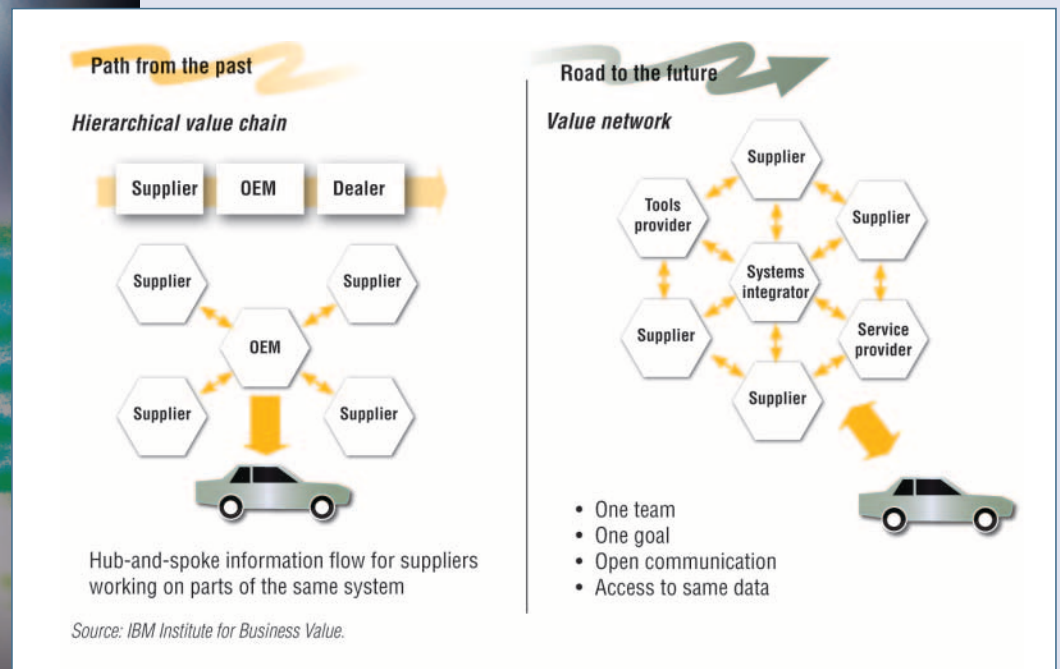 Path from the past
Hierarchical value chain
Supplier
OEM
Dealer
Supplier
Supplier
OEM
Supplier
Supplier
Hub-and-spoke information flow for suppliers
working on parts of the same system
Source: IBM Institute for Business Value.
Road to the future
Value network
Supplier
Tools
provider
Supplier
Systems
integrator
Supplier
Service
provider
Supplier
• One team
• One goal
• Open communication
• Access to same data